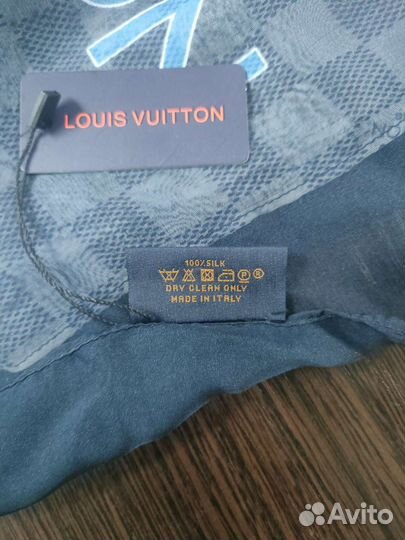 LOUIS VUITTON
100% SILK
DRY CLEAN ONLY
MADE IN ITALY
Avito